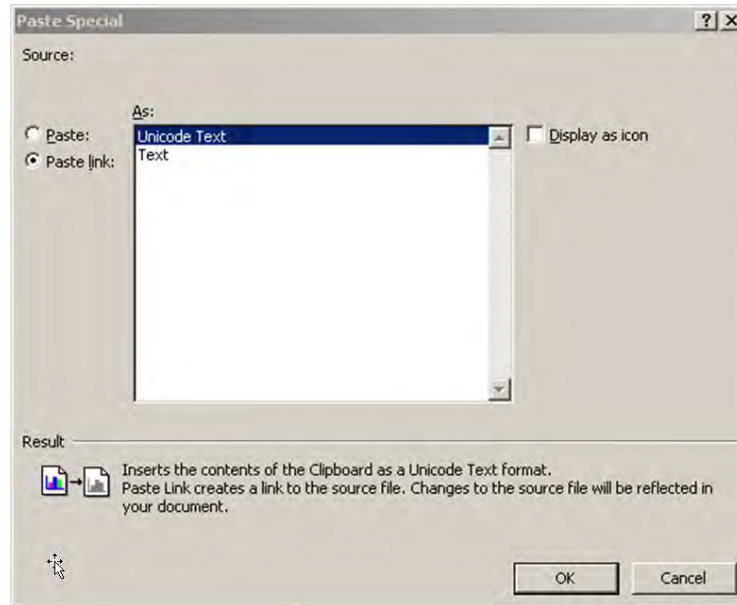 Paste Special
Source:
As:
Paste:
Paste link:
Unicode Text
Text
Display as icon
Result
Inserts the contents of the Clipboard as a Unicode Text format.
Paste Link creates a link to the source file. Changes to the source file will be reflected in
your document.
OK
Cancel